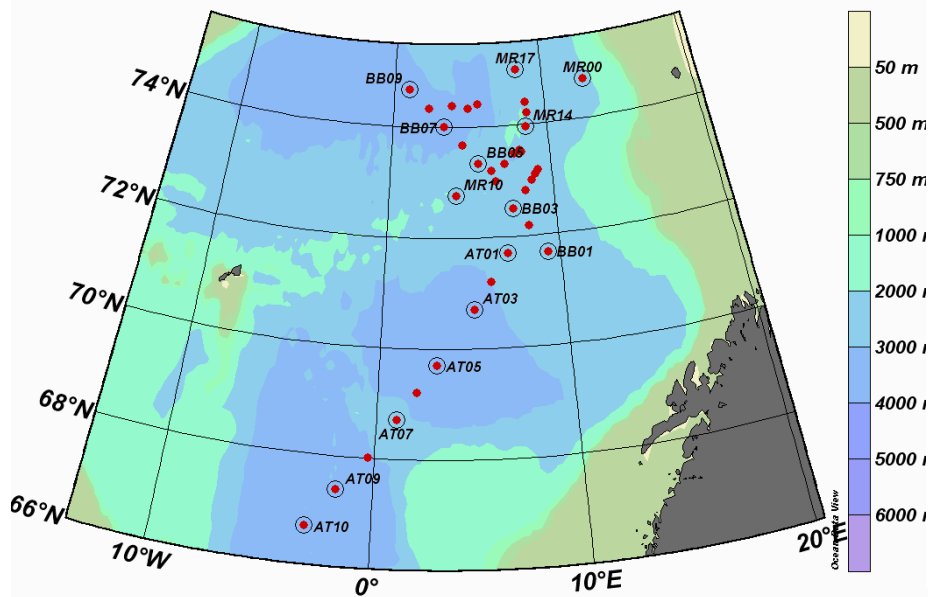 MR17
MR00
74°N
BB09
50 m
BB07
MR14
500 m
BB05
750 m
72°N
MR10
BB03
1000 m
AT01
BB01
2000 m
70°N
AT03
3000 m
AT05
68°N
4000 m
AT07
5000 m
AT09
66°N
6000 m
AT10
Ocean Data View
10°W
0°
10°E
20°E